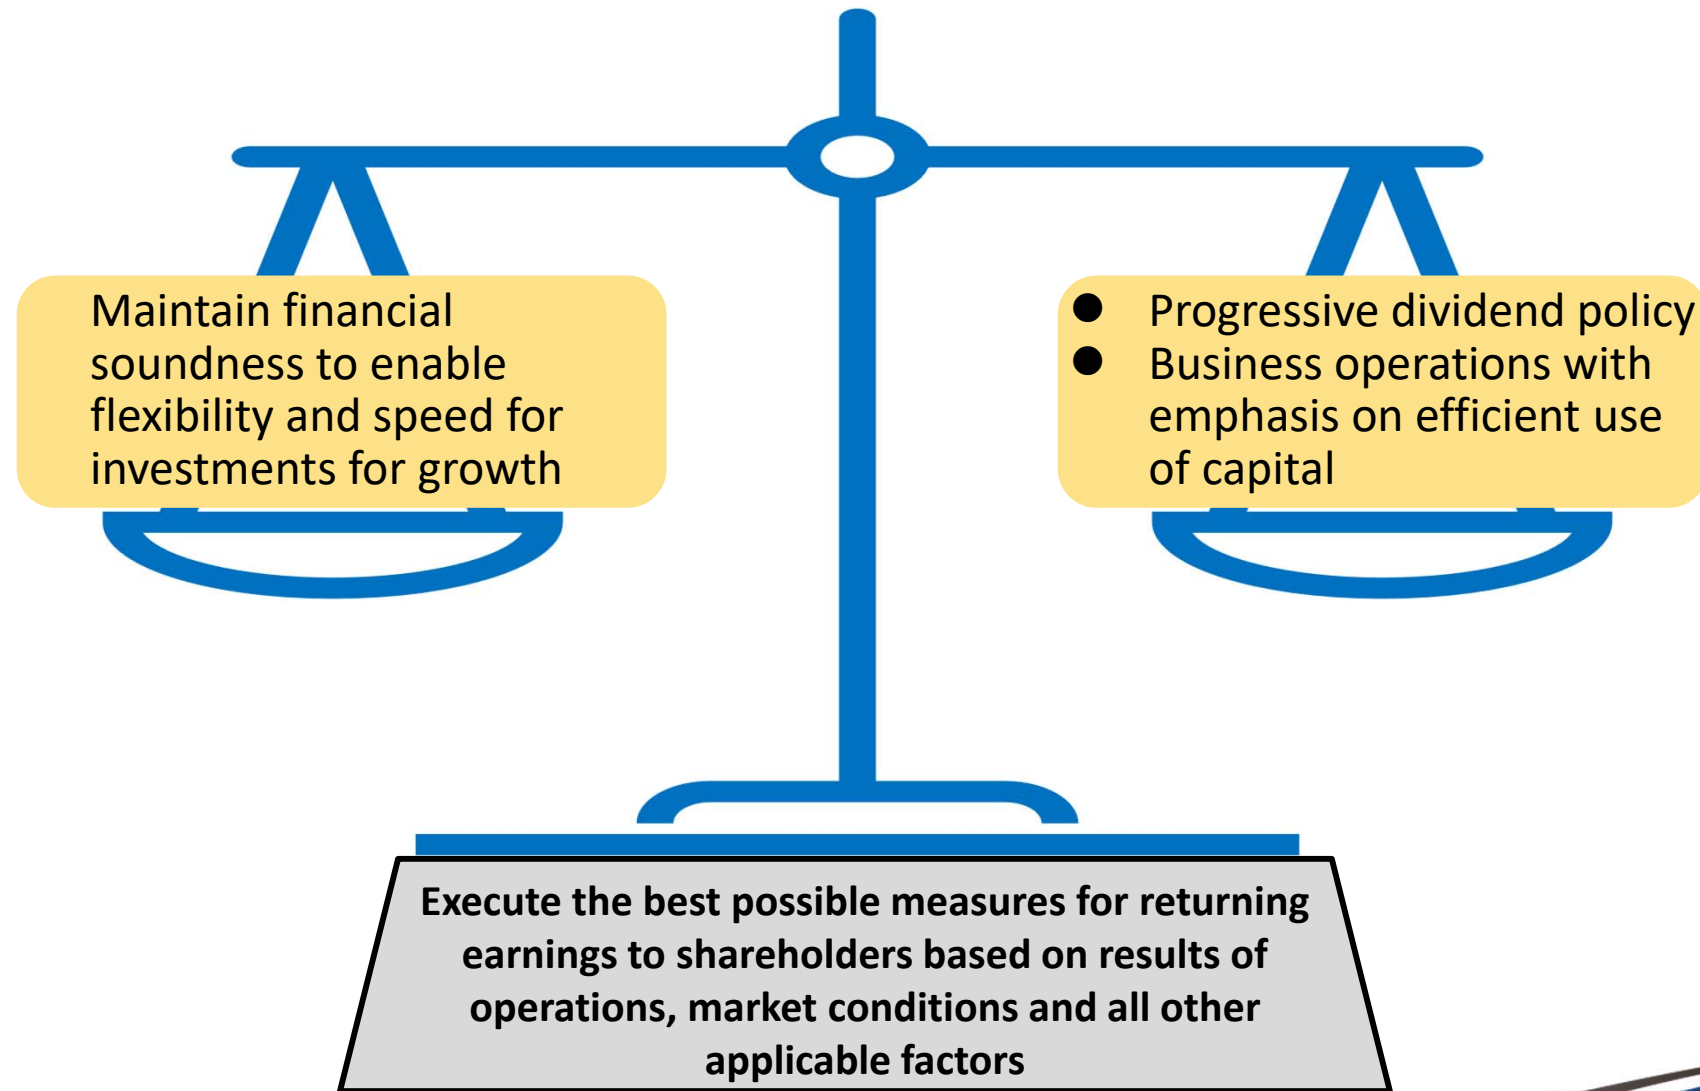 Maintain financial
soundness to enable
flexibility and speed for
investments for growth
● Progressive dividend policy
● Business operations with
emphasis on efficient use
of capital
Execute the best possible measures for returning
earnings to shareholders based on results of
operations, market conditions and all other
applicable factors